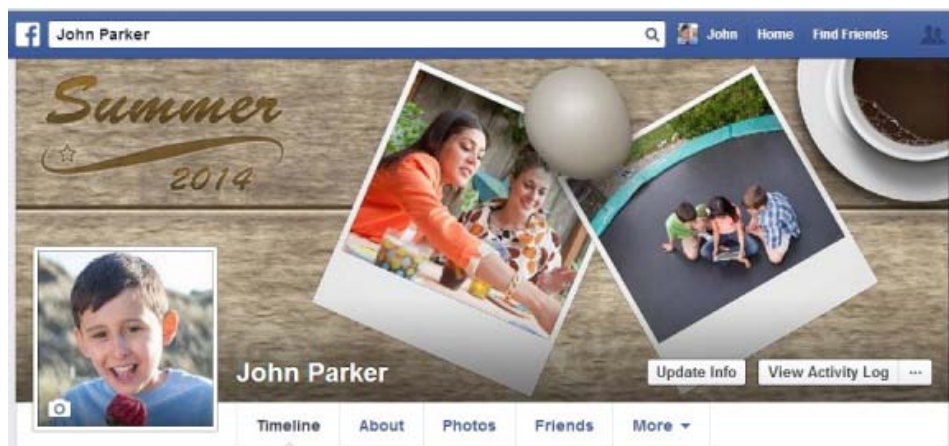 f John Parker John Home Find Friends
Summer
2014
John Parker
Update Info View Activity Log ...
Timeline About Photos Friends More